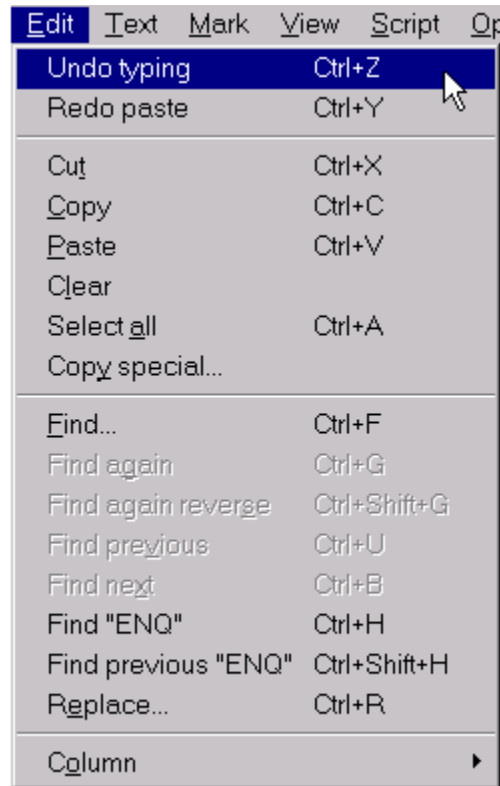 Edit Text Mark View Script Op
Undo typing Ctrl+Z
Redo paste Ctrl+Y
Cut Ctrl+X
Copy Ctrl+C
Paste Ctrl+V
Clear
Select all Ctrl+A
Copy special...
Find... Ctrl+F
Find again Ctrl+G
Find again reverse Ctrl+Shift+G
Find previous Ctrl+U
Find next Ctrl+B
Find "ENQ" Ctrl+H
Find previous "ENQ" Ctrl+Shift+H
Replace... Ctrl+R
Column